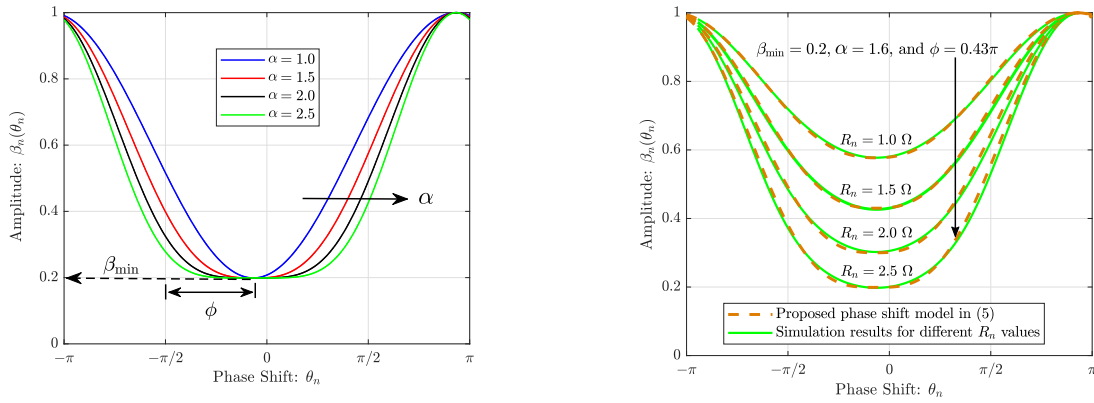 1
0.8
0.6
0.4
0.2
0
Amplitude: βn(θn)
α = 1.0
α = 1.5
α = 2.0
α = 2.5
α
βmin
ϕ
−π
−π/2
0
π/2
π
Phase Shift: θn
1
0.8
0.6
0.4
0.2
0
Amplitude: βn(θn)
βmin = 0.2, α = 1.6, and ϕ = 0.43π
Rn = 1.0 Ω
Rn = 1.5 Ω
Rn = 2.0 Ω
Rn = 2.5 Ω
Proposed phase shift model in (5)
Simulation results for different Rn values
−π
−π/2
0
π/2
π
Phase Shift: θn